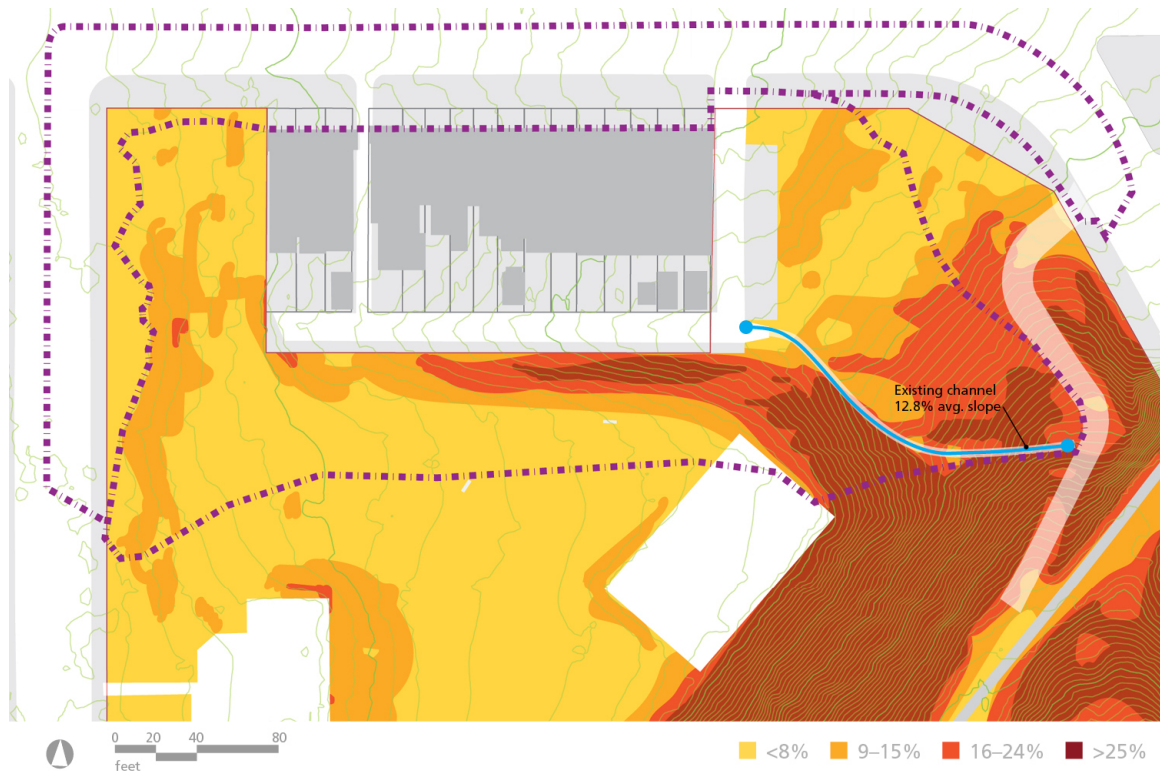 Existing channel
12.8% avg. slope
0 20 40 80
feet
<8% 9–15% 16–24% >25%